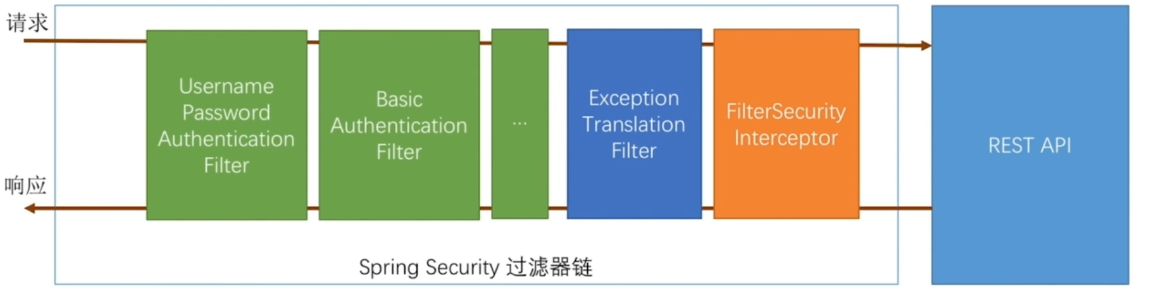 请求
Username
Password
Authentication
Filter
Basic
Authentication
Filter
...
Exception
Translation
Filter
FilterSecurity
Interceptor
REST API
响应
Spring Security 过滤器链